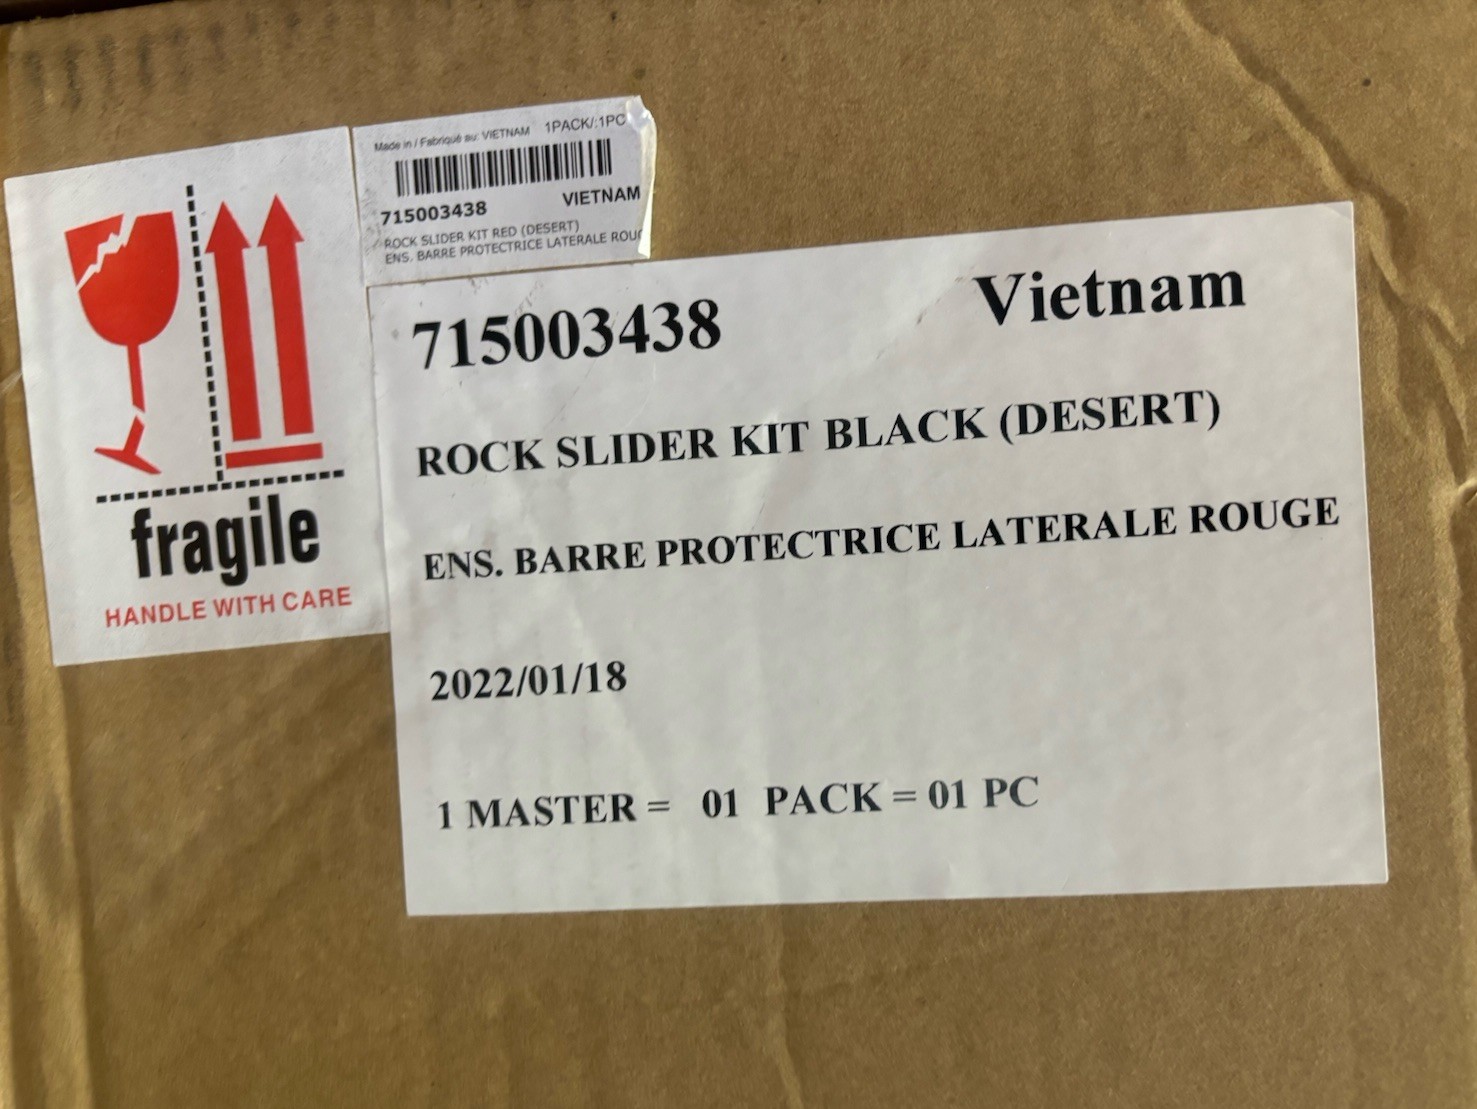 Made in / Fabriqué au: VIETNAM 1PACK/:1PC
715003438 VIETNAM
ROCK SLIDER KIT RED (DESERT)
ENS. BARRE PROTECTRICE LATERALE ROUG
fragile
HANDLE WITH CARE
715003438 Vietnam
ROCK SLIDER KIT BLACK (DESERT)
ENS. BARRE PROTECTRICE LATERALE ROUGE
2022/01/18
1 MASTER = 01 PACK = 01 PC